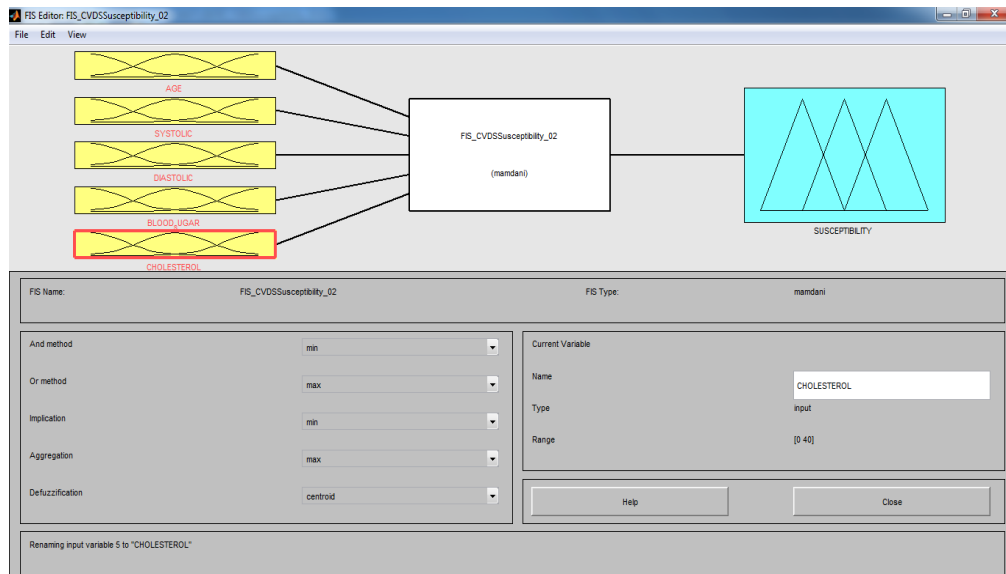 FIS Editor: FIS_CVDSSusceptibility_02
File Edit View
AGE
SYSTOLIC
DIASTOLIC
BLOODSUGAR
CHOLESTEROL
FIS_CVDSSusceptibility_02
(mamdani)
SUSCEPTIBILITY
FIS Name: FIS_CVDSSusceptibility_02 FIS Type: mamdani
And method min
Or method max
Implication min
Aggregation max
Defuzzification centroid
Current Variable
Name CHOLESTEROL
Type input
Range [0 40]
Help Close
Renaming input variable 5 to "CHOLESTEROL"